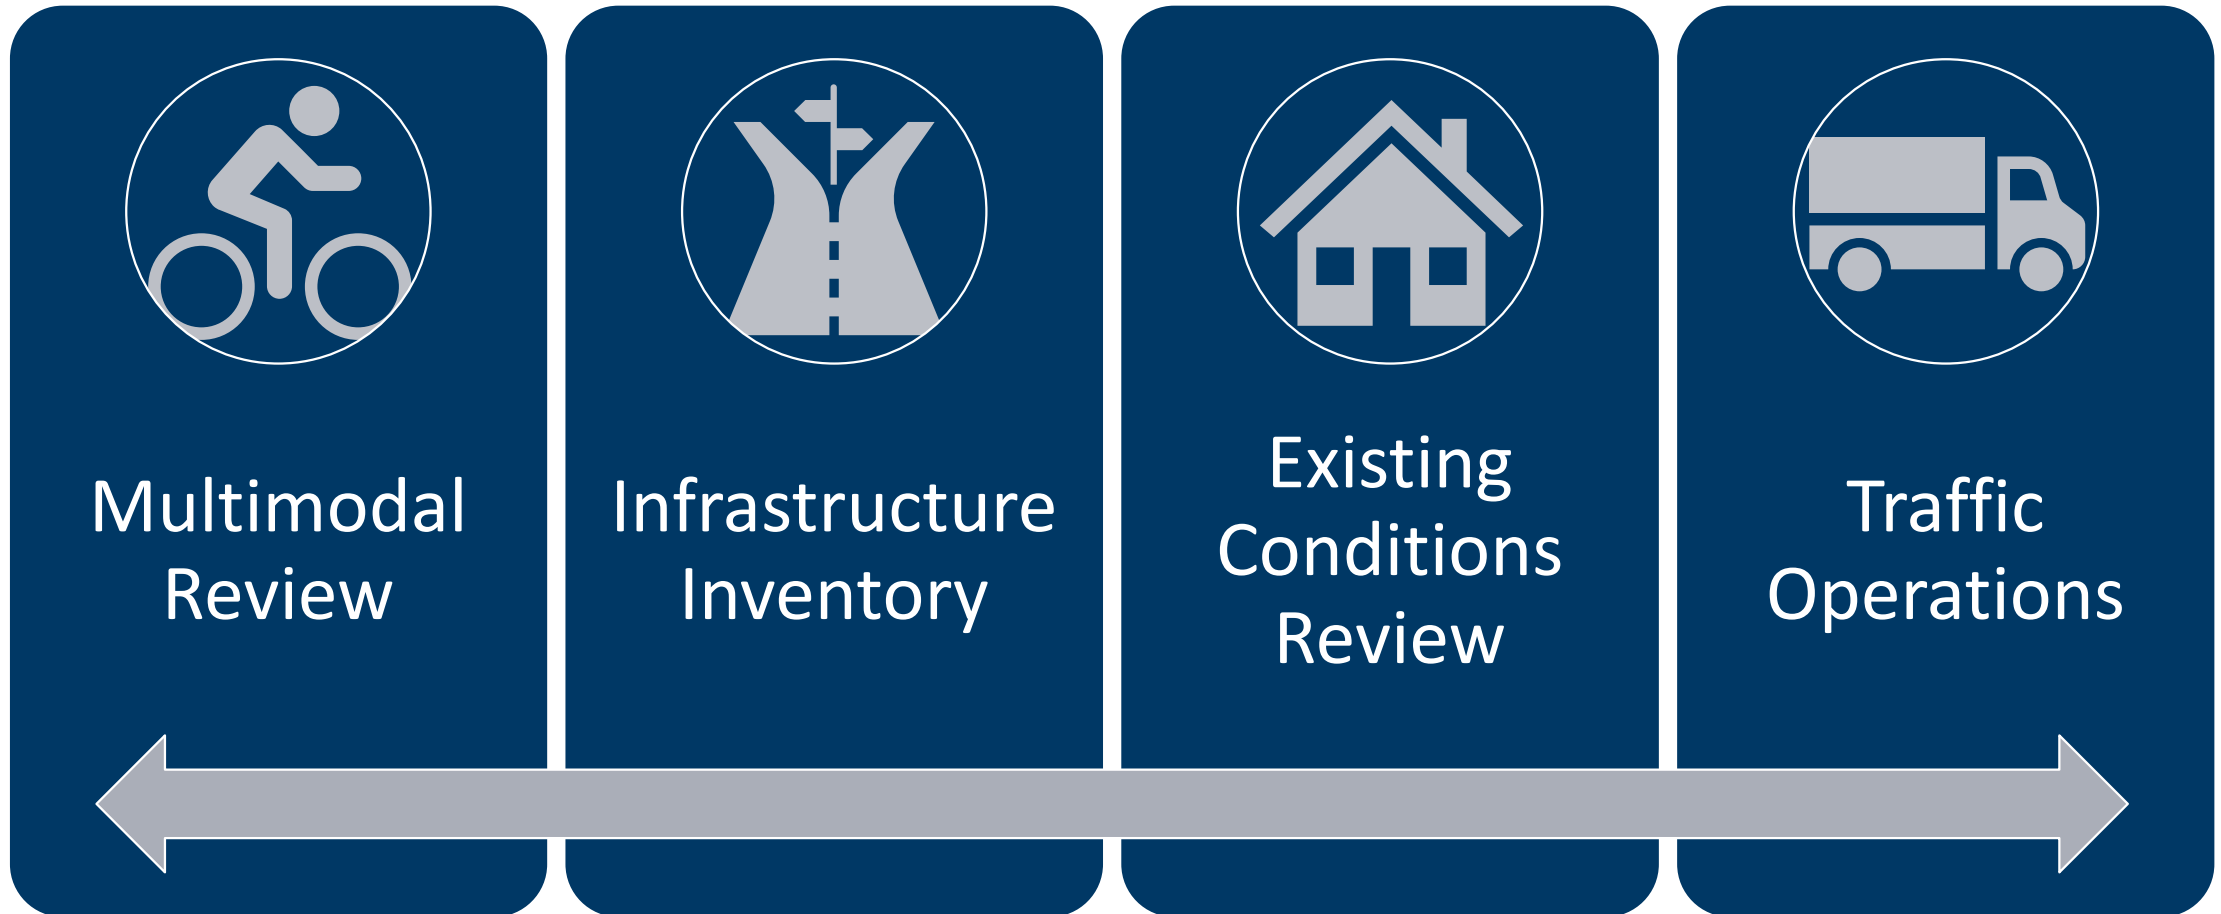 Multimodal
Review
Infrastructure
Inventory
Existing
Conditions
Review
Traffic
Operations